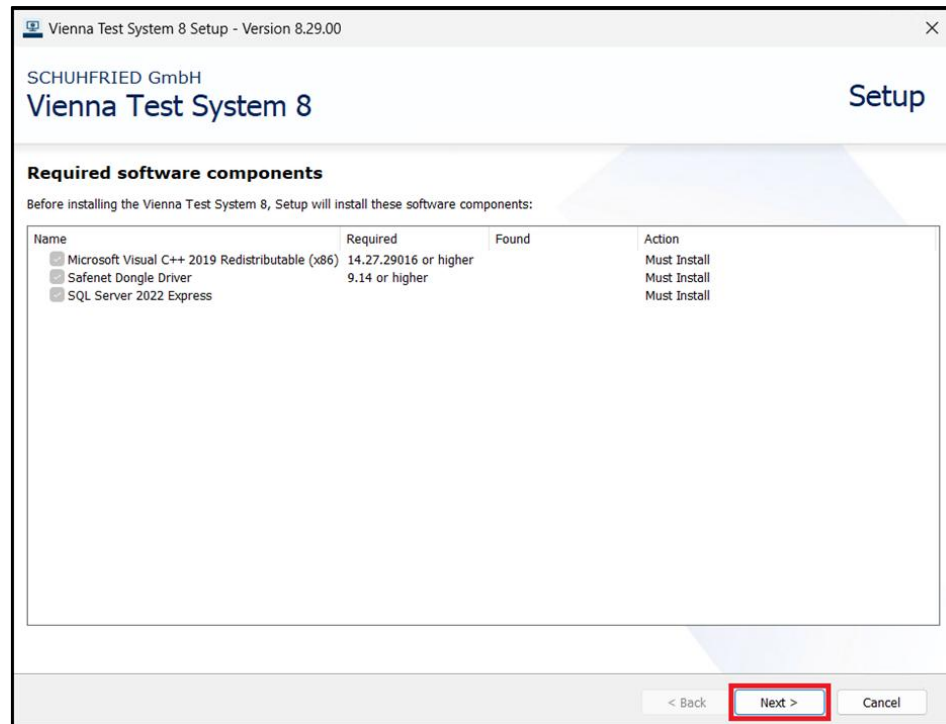 Vienna Test System 8 Setup - Version 8.29.00
SCHUHFRIED GmbH
Vienna Test System 8
Setup
Required software components
Before installing the Vienna Test System 8, Setup will install these software components:
Name Required Found Action
Microsoft Visual C++ 2019 Redistributable (x86) 14.27.29016 or higher Must Install
Safenet Dongle Driver 9.14 or higher Must Install
SQL Server 2022 Express Must Install
< Back Next > Cancel